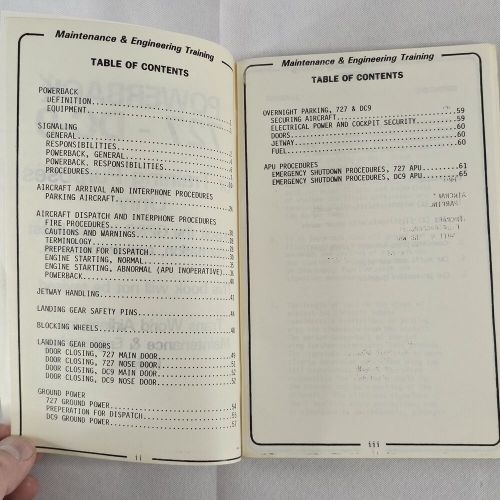 Maintenance & Engineering Training
TABLE OF CONTENTS
POWERBACK
DEFINITION
EQUIPMENT
SIGNALING
GENERAL
RESPONSIBILITIES
POWERBACK, GENERAL
POWERBACK, RESPONSIBILITIES
PROCEDURES
AIRCRAFT ARRIVAL AND INTERPHONE PROCEDURES
PARKING AIRCRAFT
AIRCRAFT DISPATCH AND INTERPHONE PROCEDURES
FIRE PROCEDURES
CAUTIONS AND WARNINGS
TERMINOLOGY
PREPARATION FOR DISPATCH
ENGINE STARTING, NORMAL
ENGINE STARTING, ABNORMAL (APU INOPERATIVE)
POWERBACK
JETWAY HANDLING
LANDING GEAR SAFETY PINS
BLOCKING WHEELS
LANDING GEAR DOORS
DOOR CLOSING, 727 MAIN DOOR
DOOR CLOSING, 727 NOSE DOOR
DOOR CLOSING, DC9 MAIN DOOR
DOOR CLOSING, DC9 NOSE DOOR
GROUND POWER
727 GROUND POWER
PREPARATION FOR DISPATCH
DC9 GROUND POWER
ii
Maintenance & Engineering Training
TABLE OF CONTENTS
OVERNIGHT PARKING, 727 & DC9
SECURING AIRCRAFT....59
ELECTRICAL POWER AND COCKPIT SECURITY....59
DOORS....60
JETWAY....60
FUEL....60
APU PROCEDURES
EMERGENCY SHUTDOWN PROCEDURES, 727 APU....61
EMERGENCY SHUTDOWN PROCEDURES, DC9 APU....65
iii